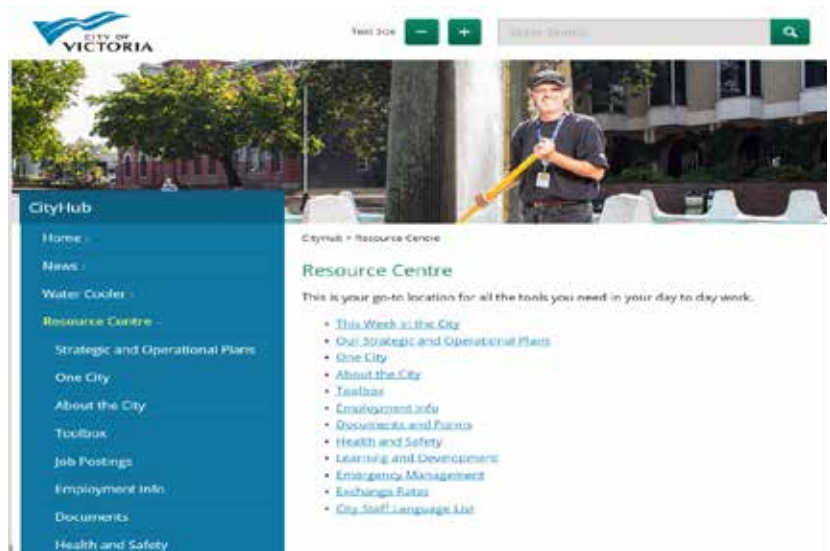 CITY OF
VICTORIA
Text Size
CityHub
Home
News
Water Cooler
Resource Centre
Strategic and Operational Plans
One City
About the City
Toolbox
Job Postings
Employment Info
Documents
Health and Safety
CityHub > Resource Centre
Resource Centre
This is your go-to location for all the tools you need in your day to day work.
• This Week in the City
• Our Strategic and Operational Plans
• One City
• About the City
• Toolbox
• Employment Info
• Documents and Forms
• Health and Safety
• Learning and Development
• Emergency Management
• Exchange Rates
• City Staff Language List